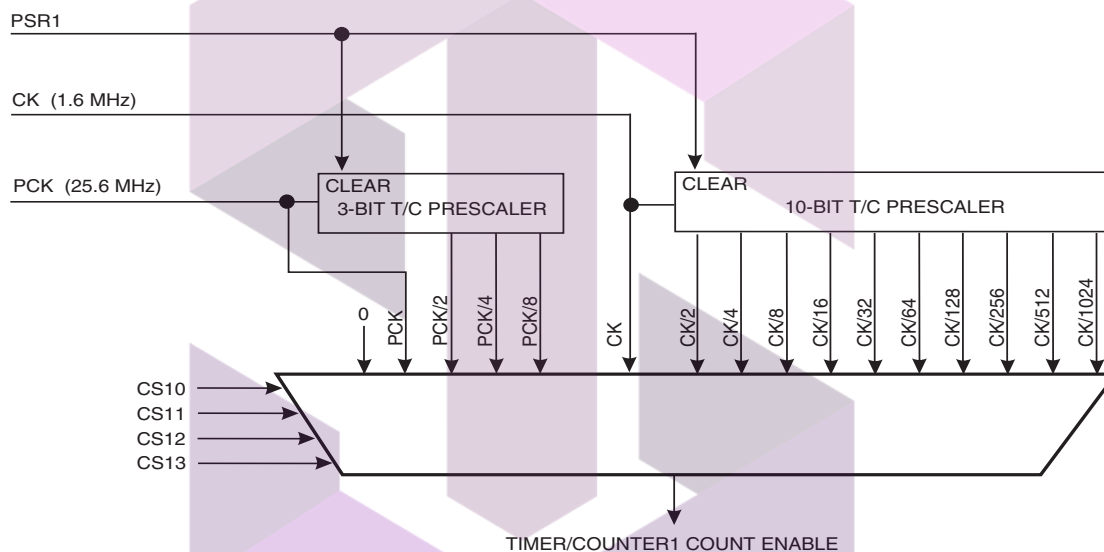 PSR1
CK (1.6 MHz)
PCK (25.6 MHz)
CLEAR
3-BIT T/C PRESCALER
CLEAR
10-BIT T/C PRESCALER
0
PCK
PCK/2
PCK/4
PCK/8
CK
CK/2
CK/4
CK/8
CK/16
CK/32
CK/64
CK/128
CK/256
CK/512
CK/1024
CS10
CS11
CS12
CS13
TIMER/COUNTER1 COUNT ENABLE